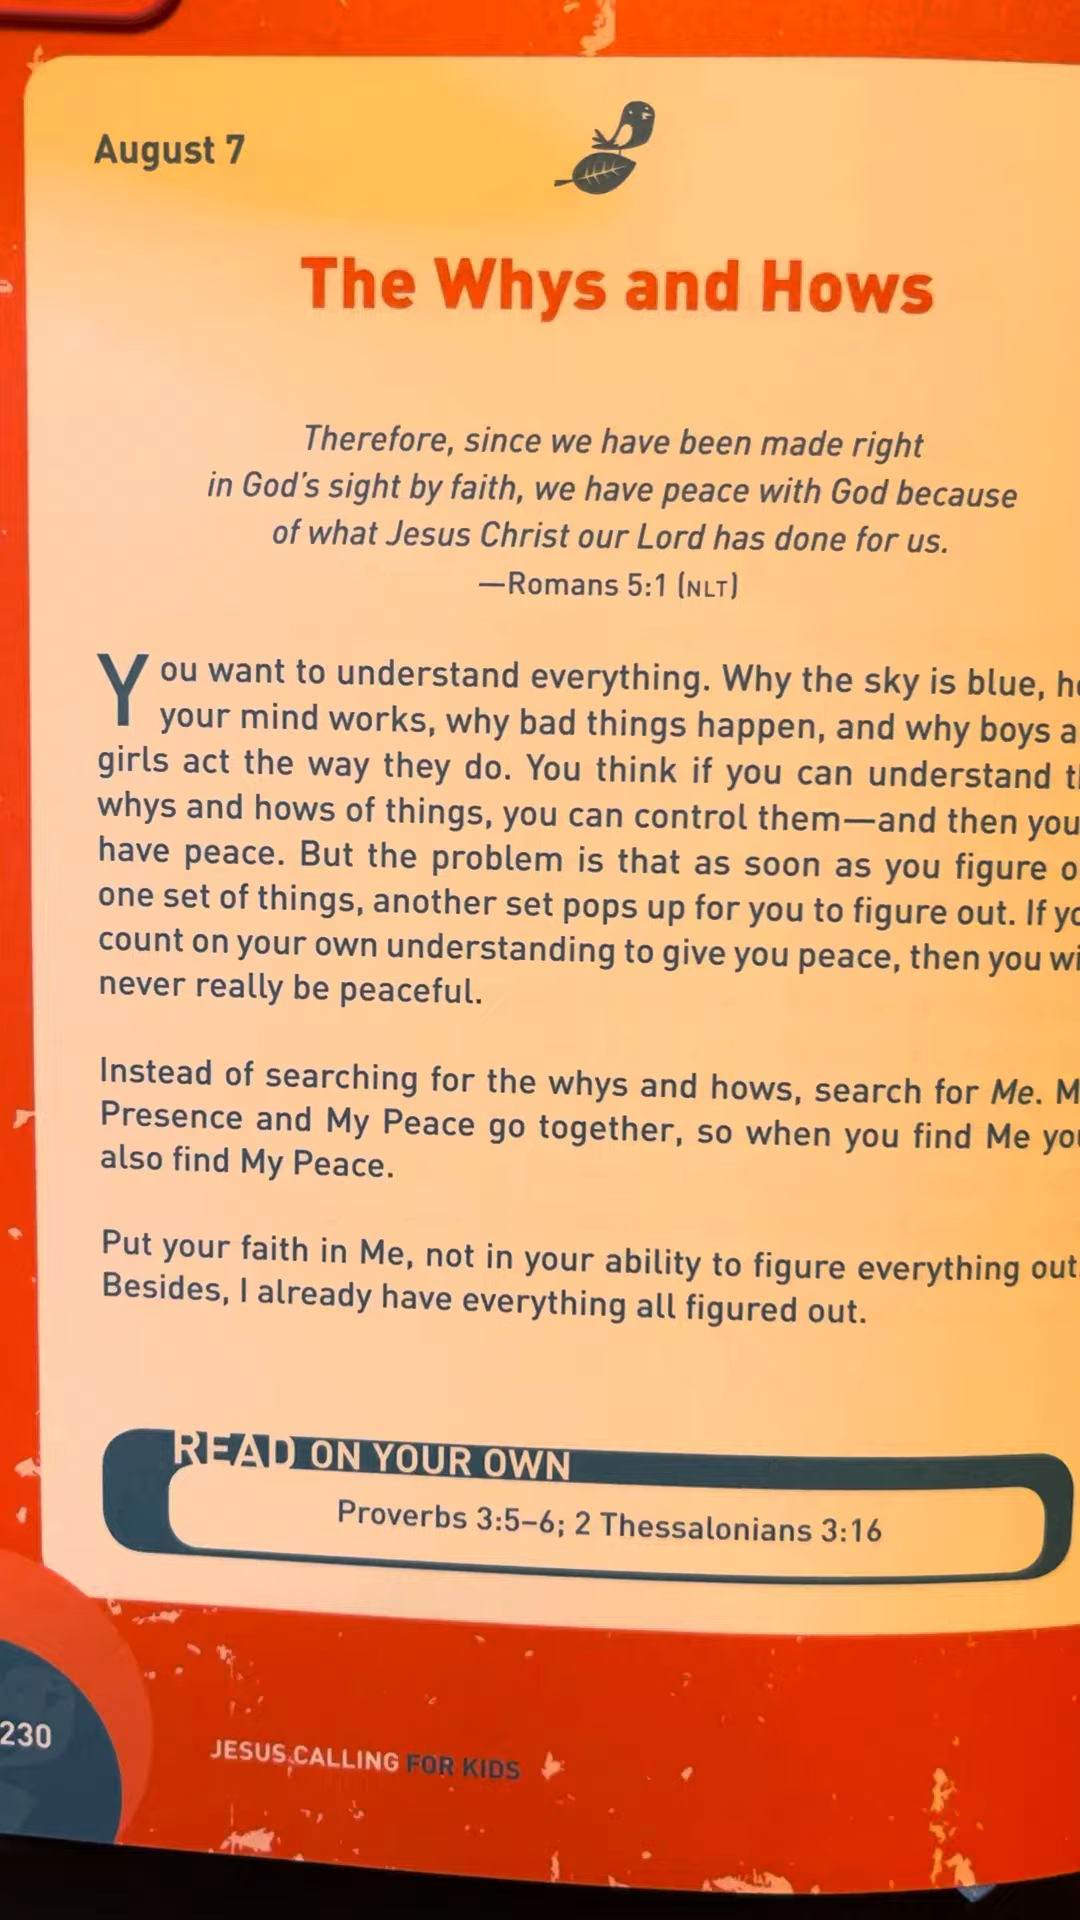 August 7
The Whys and Hows
Therefore, since we have been made right
in God's sight by faith, we have peace with God because
of what Jesus Christ our Lord has done for us.
—Romans 5:1 (NLT)
You want to understand everything. Why the sky is blue,
your mind works, why bad things happen, and why boys
girls act the way they do. You think if you can understand
whys and hows of things, you can control them—and then you
have peace. But the problem is that as soon as you figure
one set of things, another set pops up for you to figure out. If
count on your own understanding to give you peace, then you
never really be peaceful.
Instead of searching for the whys and hows, search for Me.
Presence and My Peace go together, so when you find Me
also find My Peace.
Put your faith in Me, not in your ability to figure everything out.
Besides, I already have everything all figured out.
READ ON YOUR OWN
Proverbs 3:5–6; 2 Thessalonians 3:16
230
JESUS CALLING FOR KIDS